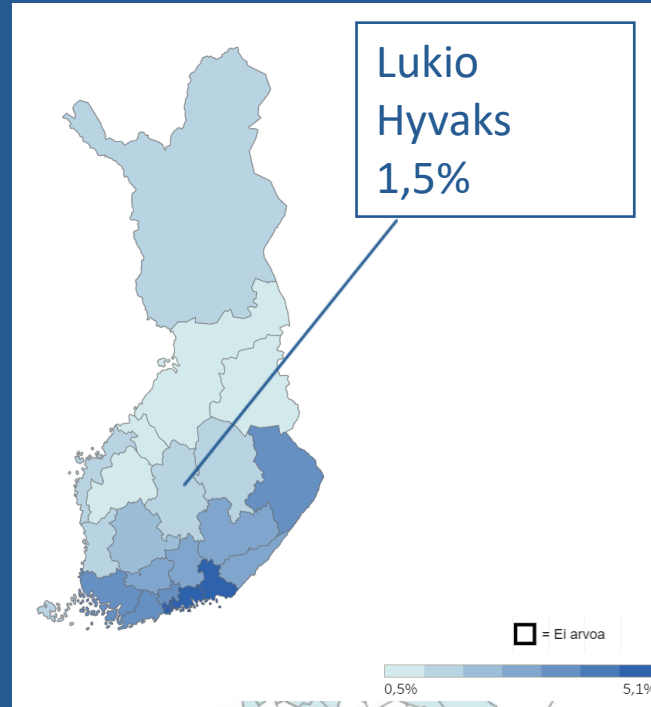 Lukio
Hyvaks
1,5%
= Ei arvoa
0,5%
5,1%